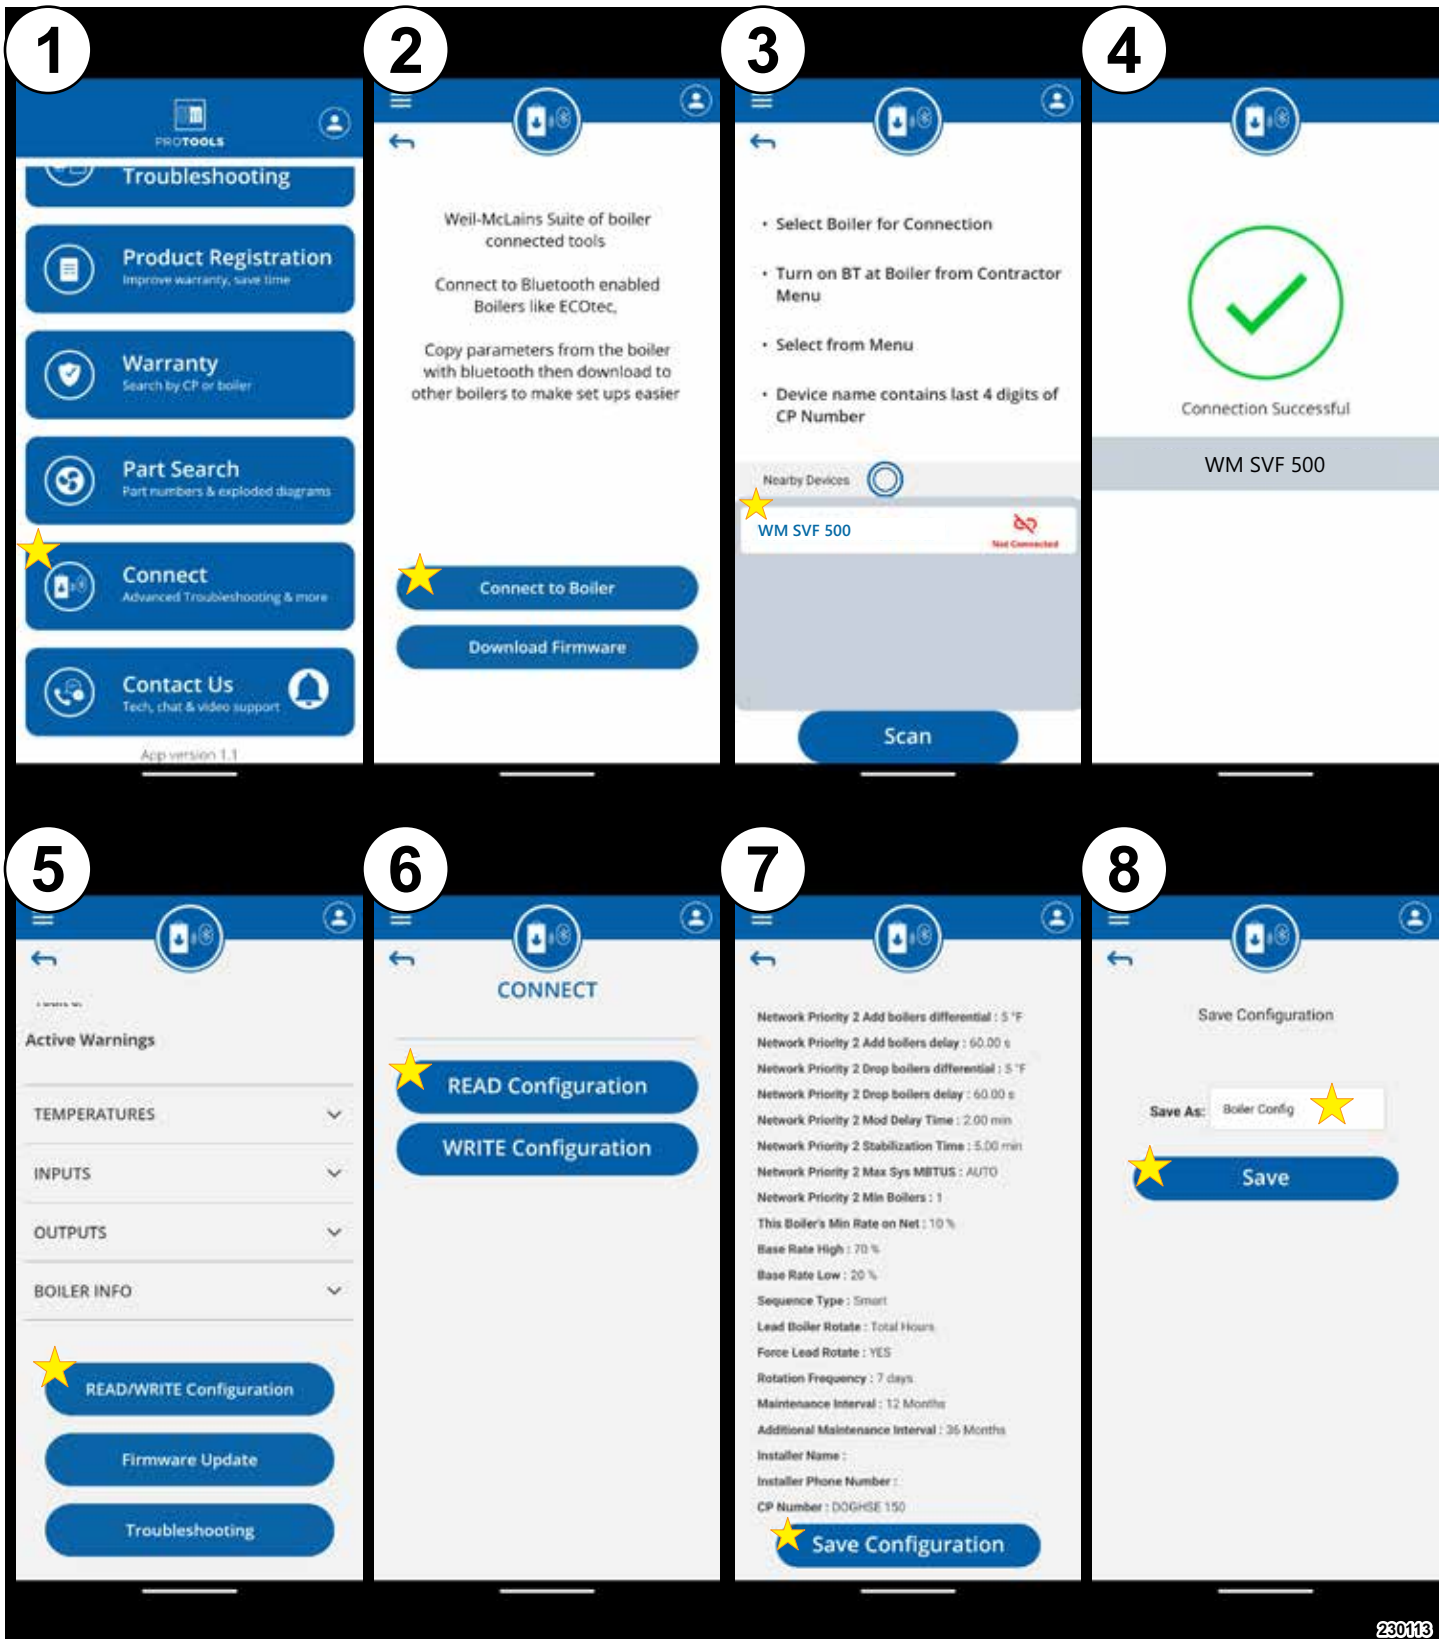 1
PROTOOLS
Troubleshooting
Product Registration
Improve warranty, save time
Warranty
Search by CP or boiler
Part Search
Part numbers & exploded diagrams
Connect
Advanced Troubleshooting & more
Contact Us
Tech, chat & video support
App version 1.1
2
Weil-McLains Suite of boiler
connected tools
Connect to Bluetooth enabled
Boilers like ECOtec,
Copy parameters from the boiler
with bluetooth then download to
other boilers to make set ups easier
Connect to Boiler
Download Firmware
3
• Select Boiler for Connection
• Turn on BT at Boiler from Contractor
Menu
• Select from Menu
• Device name contains last 4 digits of
CP Number
Nearby Devices
WM SVF 500
Not Connected
Scan
4
Connection Successful
WM SVF 500
5
Active Warnings
TEMPERATURES
INPUTS
OUTPUTS
BOILER INFO
READ/WRITE Configuration
Firmware Update
Troubleshooting
6
CONNECT
READ Configuration
WRITE Configuration
7
Network Priority 2 Add boilers differential : 5 °F
Network Priority 2 Add boilers delay : 60.00 s
Network Priority 2 Drop boilers differential : 5 °F
Network Priority 2 Drop boilers delay : 60.00 s
Network Priority 2 Mod Delay Time : 2.00 min
Network Priority 2 Stabilization Time : 5.00 min
Network Priority 2 Max Sys MBTUS : AUTO
Network Priority 2 Min Boilers : 1
This Boiler's Min Rate on Net : 10 %
Base Rate High : 70 %
Base Rate Low : 20 %
Sequence Type : Smart
Lead Boiler Rotate : Total Hours
Force Lead Rotate : YES
Rotation Frequency : 7 days
Maintenance Interval : 12 Months
Additional Maintenance Interval : 36 Months
Installer Name :
Installer Phone Number :
CP Number : DOGHSE 150
Save Configuration
8
Save Configuration
Save As: Boiler Config
Save
230113